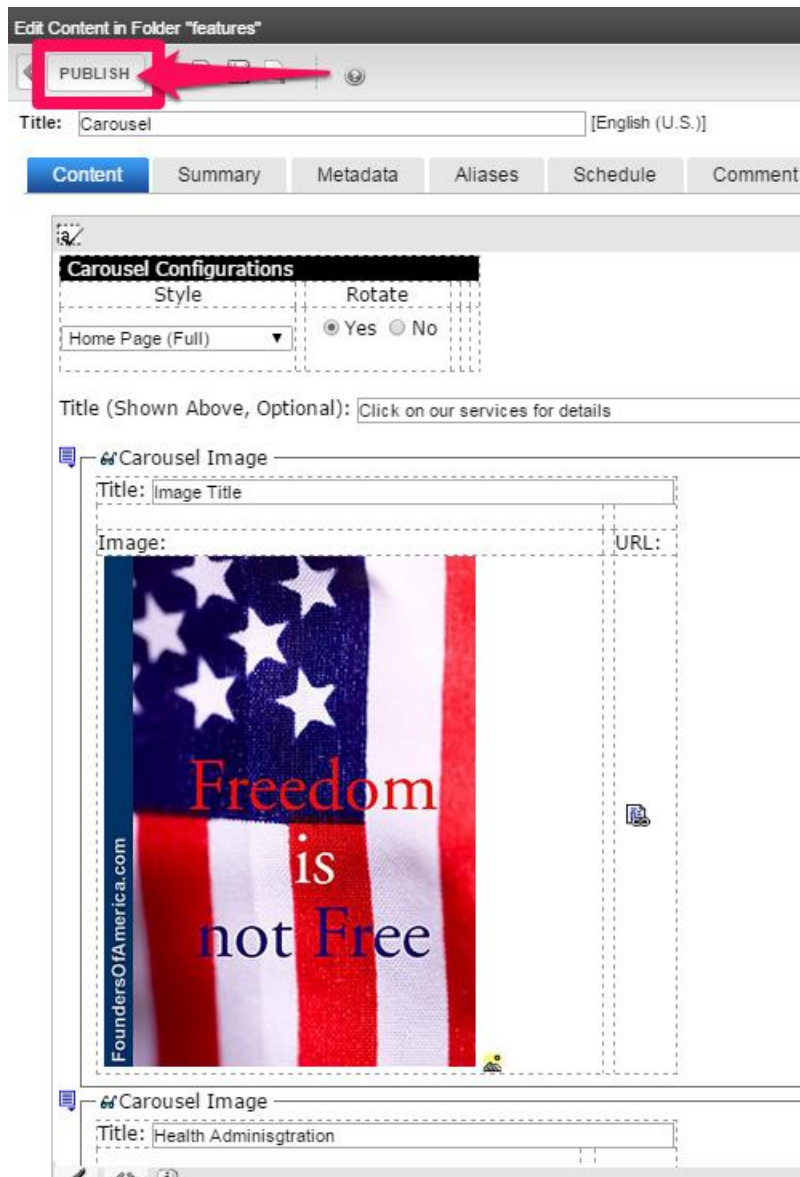 Edit Content in Folder "features"
PUBLISH
Title: Carousel [English (U.S.)]
Content Summary Metadata Aliases Schedule Comment
Carousel Configurations
Style Rotate
Home Page (Full) Yes No
Title (Shown Above, Optional): Click on our services for details
Carousel Image
Title: Image Title
Image: URL:
Freedom
is
not Free
FoundersOfAmerica.com
Carousel Image
Title: Health Adminisgtration